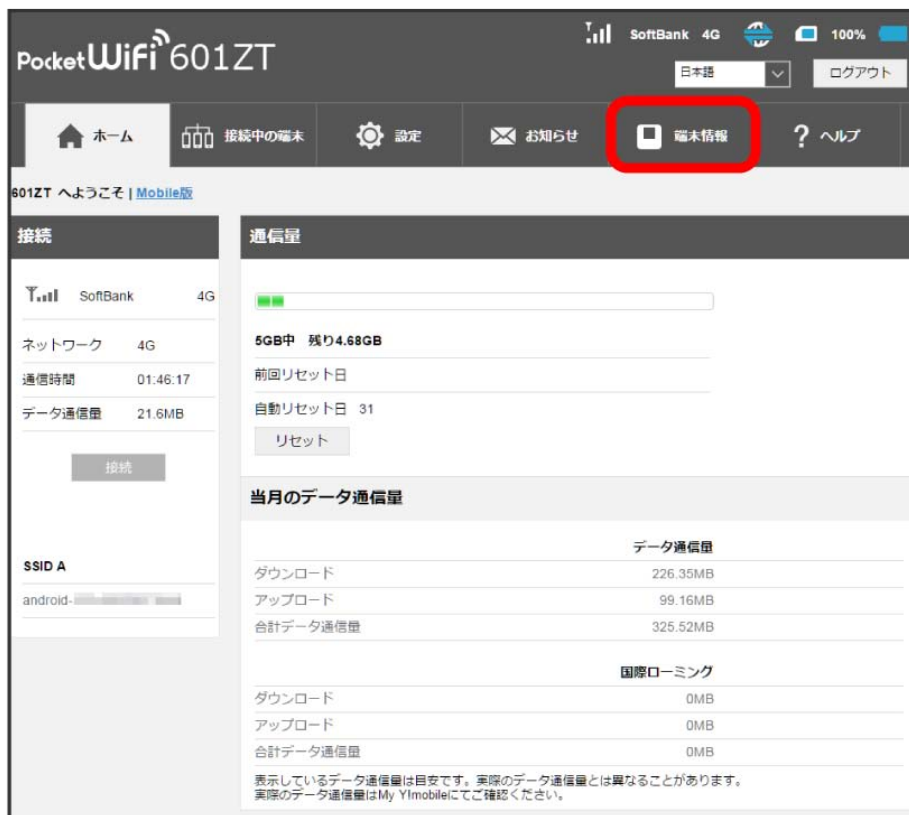 Pocket WiFi 601ZT
SoftBank 4G 100%
日本語 ログアウト
ホーム 接続中の端末 設定 お知らせ 端末情報 ? ヘルプ
601ZT へようこそ | Mobile版
接続
SoftBank 4G
ネットワーク 4G
通信時間 01:46:17
データ通信量 21.6MB
接続
SSID A
android-
通信量
5GB中 残り4.68GB
前回リセット日
自動リセット日 31
リセット
当月のデータ通信量
データ通信量
ダウンロード 226.35MB
アップロード 99.16MB
合計データ通信量 325.52MB
国際ローミング
ダウンロード 0MB
アップロード 0MB
合計データ通信量 0MB
表示しているデータ通信量は目安です。実際のデータ通信量とは異なることがあります。
実際のデータ通信量はMy Y!mobileにてご確認ください。